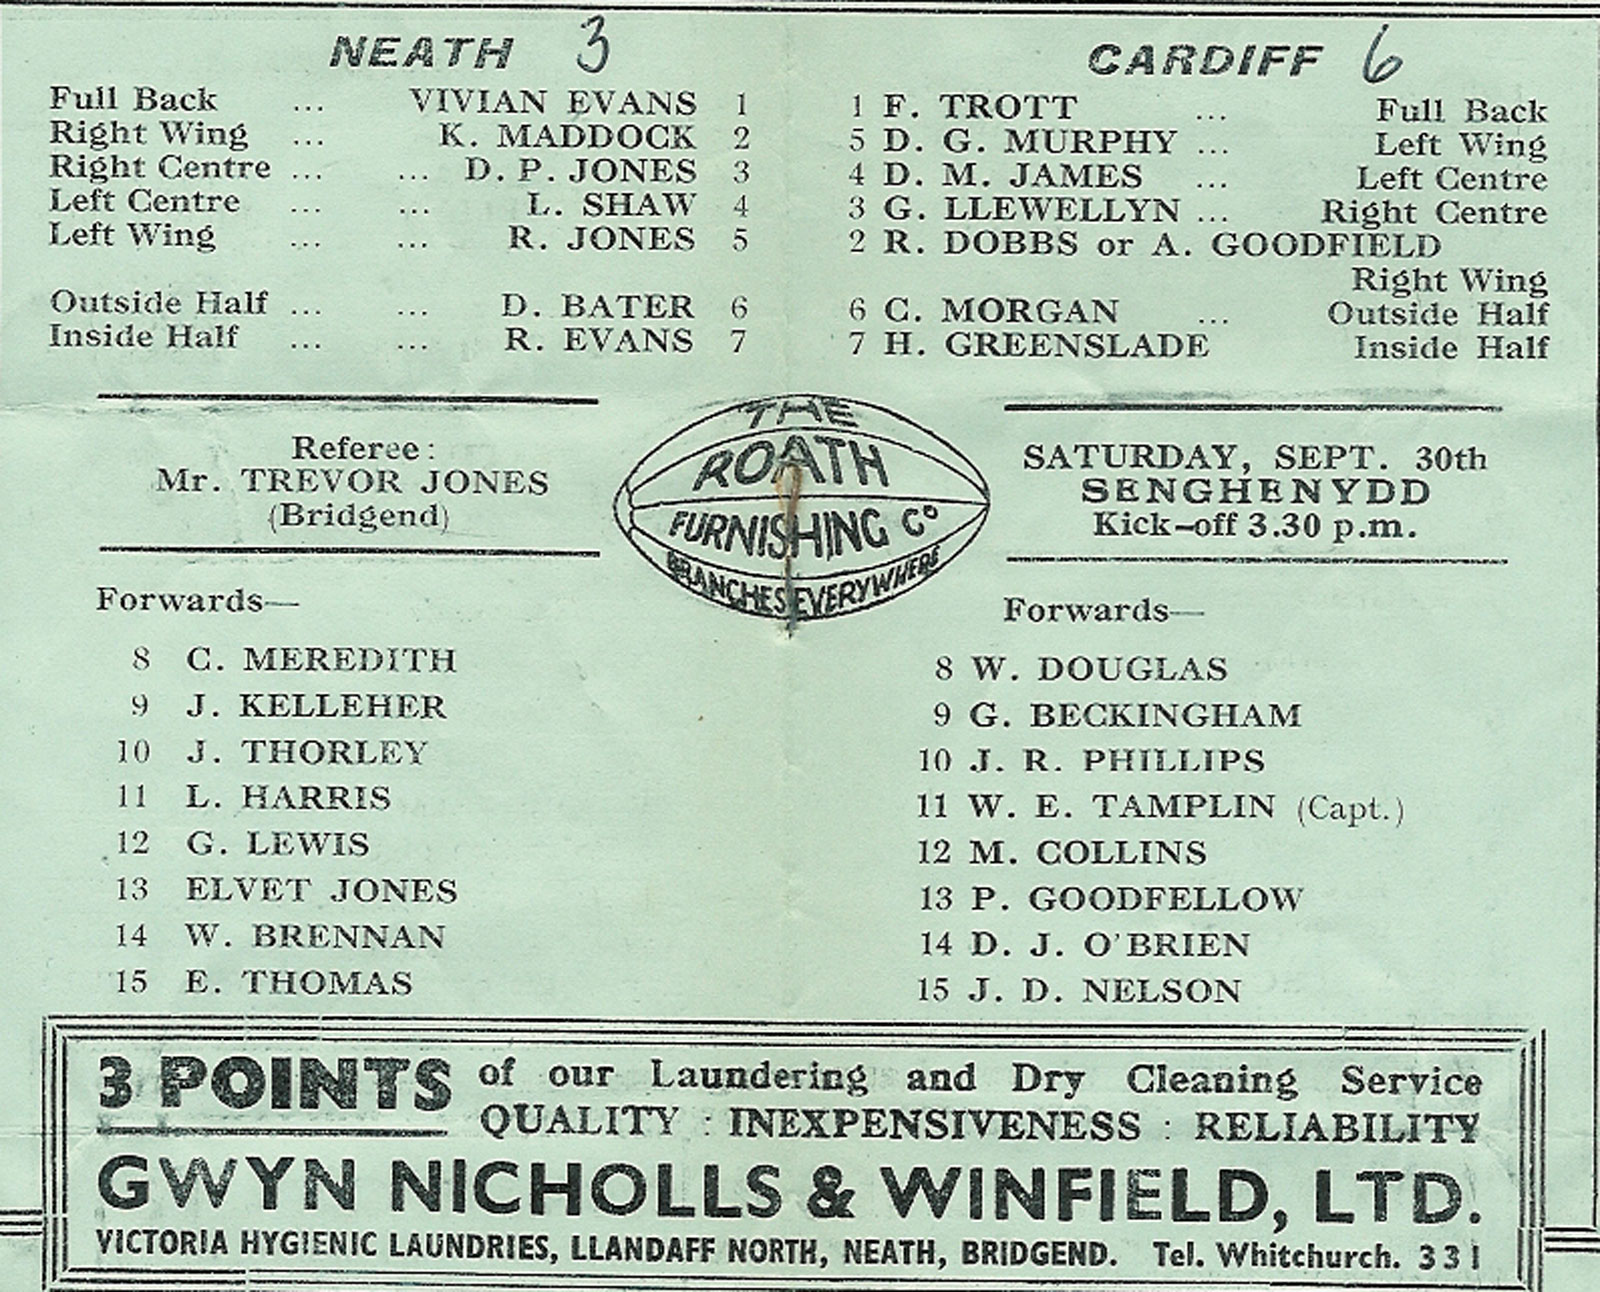 NEATH 3
Full Back ... VIVIAN EVANS 1
Right Wing ... K. MADDOCK 2
Right Centre ... ... D. P. JONES 3
Left Centre ... ... L. SHAW 4
Left Wing ... ... R. JONES 5
Outside Half ... ... D. BATER 6
Inside Half ... ... R. EVANS 7
CARDIFF 6
1 F. TROTT ... Full Back
5 D. G. MURPHY ... Left Wing
4 D. M. JAMES ... Left Centre
3 G. LLEWELLYN ... Right Centre
2 R. DOBBS or A. GOODFIELD
Right Wing
6 C. MORGAN ... Outside Half
7 H. GREENSLADE Inside Half
Referee:
Mr. TREVOR JONES
(Bridgend)
THE
ROATH
FURNISHING Co
BRANCHES EVERYWHERE
SATURDAY, SEPT. 30th
SENGHENYDD
Kick-off 3.30 p.m.
Forwards—
8 C. MEREDITH
9 J. KELLEHER
10 J. THORLEY
11 L. HARRIS
12 G. LEWIS
13 ELVET JONES
14 W. BRENNAN
15 E. THOMAS
Forwards—
8 W. DOUGLAS
9 G. BECKINGHAM
10 J. R. PHILLIPS
11 W. E. TAMPLIN (Capt.)
12 M. COLLINS
13 P. GOODFELLOW
14 D. J. O'BRIEN
15 J. D. NELSON
3 POINTS of our Laundering and Dry Cleaning Service
QUALITY : INEXPENSIVENESS : RELIABILITY
GWYN NICHOLLS & WINFIELD, LTD.
VICTORIA HYGIENIC LAUNDRIES, LLANDAFF NORTH, NEATH, BRIDGEND. Tel. Whitchurch. 331